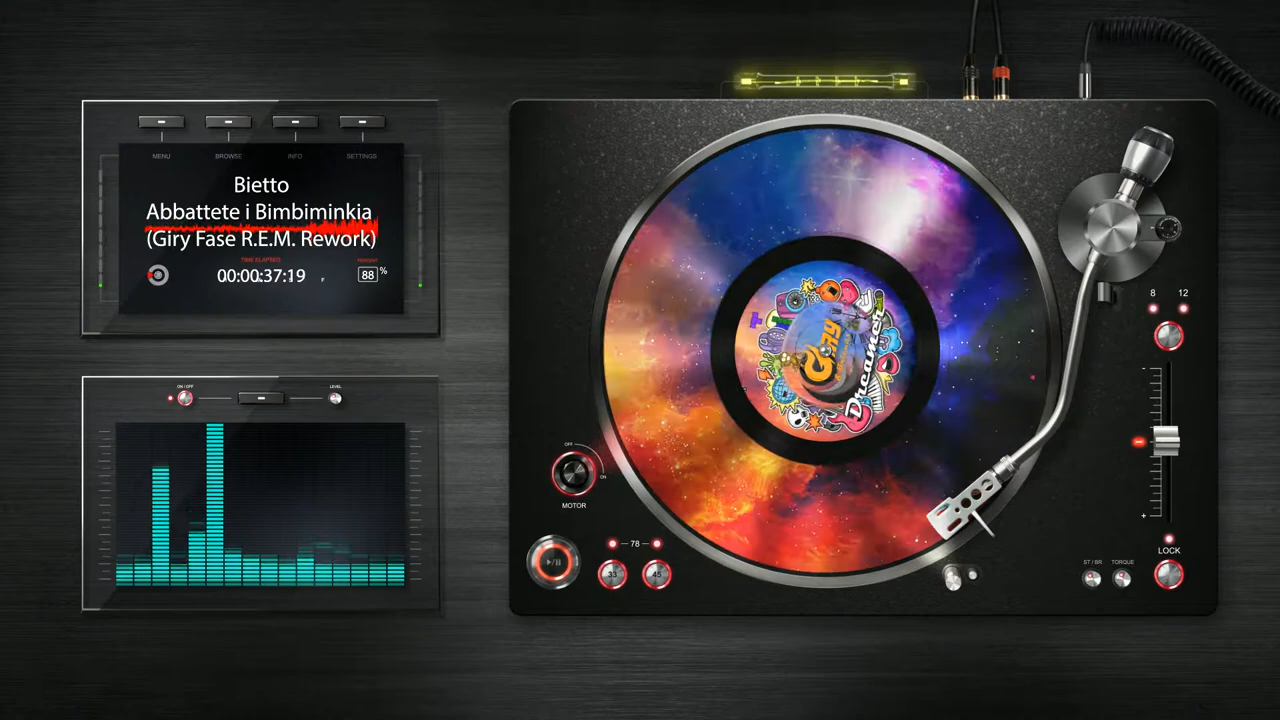 MENU BROWSE INFO SETTINGS
Bietto
Abbattete i Bimbiminkia
(Giry Fase R.E.M. Rework)
TIME ELAPSED
00:00:37:19 F
88 %
ON / OFF LEVEL
Giry
Dreamer
OFF
ON
MOTOR
78
33 45
8 12
- 
+
LOCK
ST / BR TORQUE